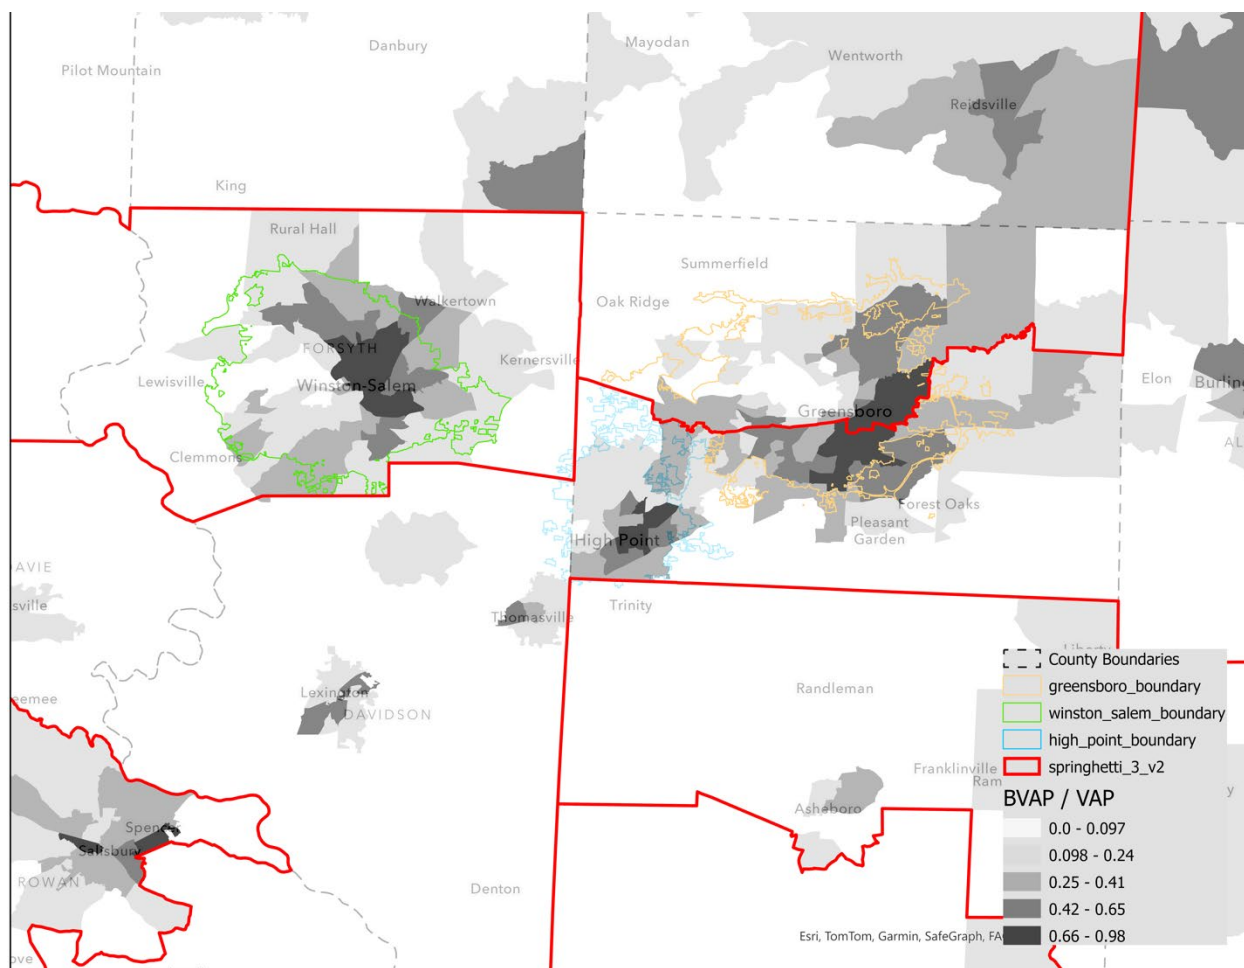 Danbury
Mayodan
Wentworth
Pilot Mountain
Reidsville
King
Rural Hall
Summerfield
Oak Ridge
Walkertown
FORSYTH
Kernersville
Lewisville
Winston-Salem
Elon
Greensboro
Clemmons
Forest Oaks
High Point
Pleasant
Garden
Trinity
Thomasville
Lexington
DAVIDSON
Randleman
Franklinville
Asheboro
Spencer
Salisbury
ROWAN
Denton
County Boundaries
greensboro_boundary
winston_salem_boundary
high_point_boundary
springhetti_3_v2
BVAP / VAP
0.0 - 0.097
0.098 - 0.24
0.25 - 0.41
0.42 - 0.65
0.66 - 0.98
Esri, TomTom, Garmin, SafeGraph,